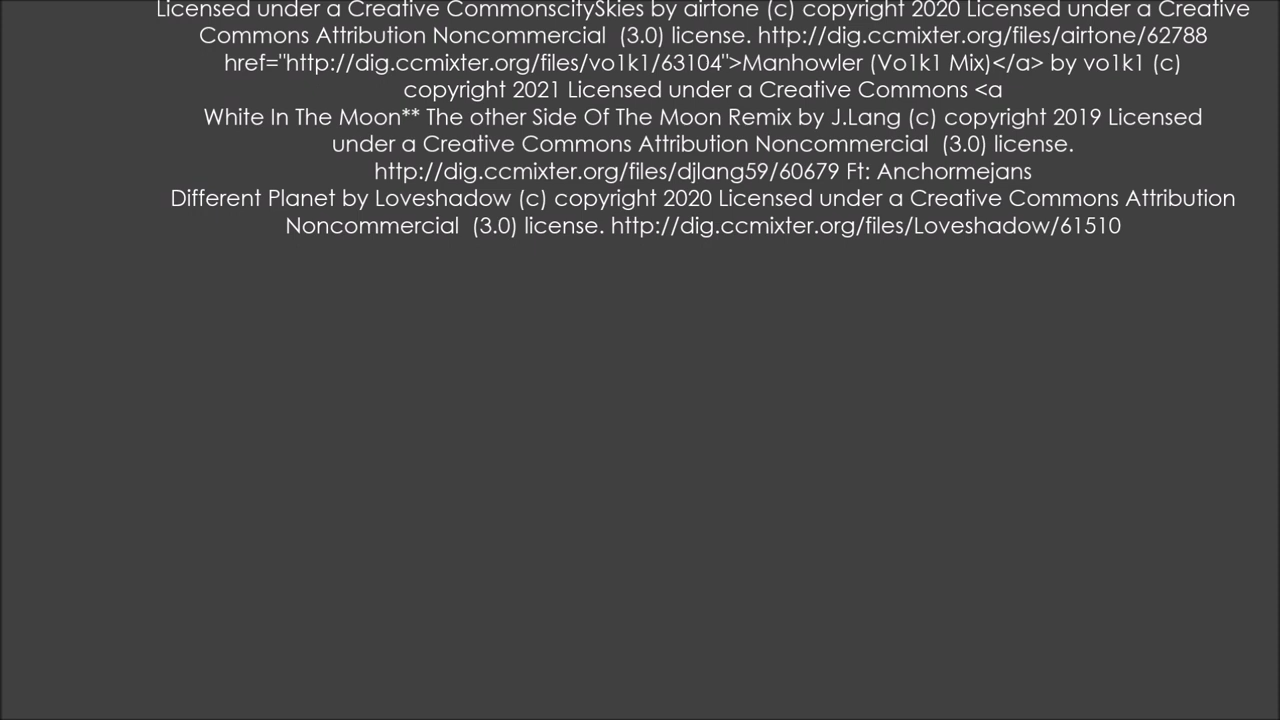 Licensed under a Creative CommonscitySkies by airtone (c) copyright 2020 Licensed under a Creative
Commons Attribution Noncommercial  (3.0) license. http://dig.ccmixter.org/files/airtone/62788
href="http://dig.ccmixter.org/files/vo1k1/63104">Manhowler (Vo1k1 Mix)</a> by vo1k1 (c)
copyright 2021 Licensed under a Creative Commons <a
White In The Moon** The other Side Of The Moon Remix by J.Lang (c) copyright 2019 Licensed
under a Creative Commons Attribution Noncommercial  (3.0) license.
http://dig.ccmixter.org/files/djlang59/60679 Ft: Anchormejans
Different Planet by Loveshadow (c) copyright 2020 Licensed under a Creative Commons Attribution
Noncommercial  (3.0) license. http://dig.ccmixter.org/files/Loveshadow/61510